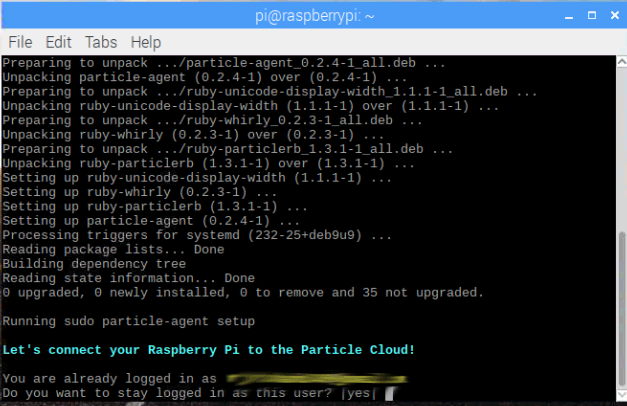 pi@raspberrypi: ~
File Edit Tabs Help
Preparing to unpack .../particle-agent_0.2.4-1_all.deb ...
Unpacking particle-agent (0.2.4-1) over (0.2.4-1) ...
Preparing to unpack .../ruby-unicode-display-width_1.1.1-1_all.deb ...
Unpacking ruby-unicode-display-width (1.1.1-1) over (1.1.1-1) ...
Preparing to unpack .../ruby-whirly_0.2.3-1_all.deb ...
Unpacking ruby-whirly (0.2.3-1) over (0.2.3-1) ...
Preparing to unpack .../ruby-particlerb_1.3.1-1_all.deb ...
Unpacking ruby-particlerb (1.3.1-1) over (1.3.1-1) ...
Setting up ruby-unicode-display-width (1.1.1-1) ...
Setting up ruby-whirly (0.2.3-1) ...
Setting up ruby-particlerb (1.3.1-1) ...
Setting up particle-agent (0.2.4-1) ...
Processing triggers for systemd (232-25+deb9u9) ...
Reading package lists... Done
Building dependency tree
Reading state information... Done
0 upgraded, 0 newly installed, 0 to remove and 35 not upgraded.
Running sudo particle-agent setup
Let's connect your Raspberry Pi to the Particle Cloud!
You are already logged in as
Do you want to stay logged in as this user? |yes|